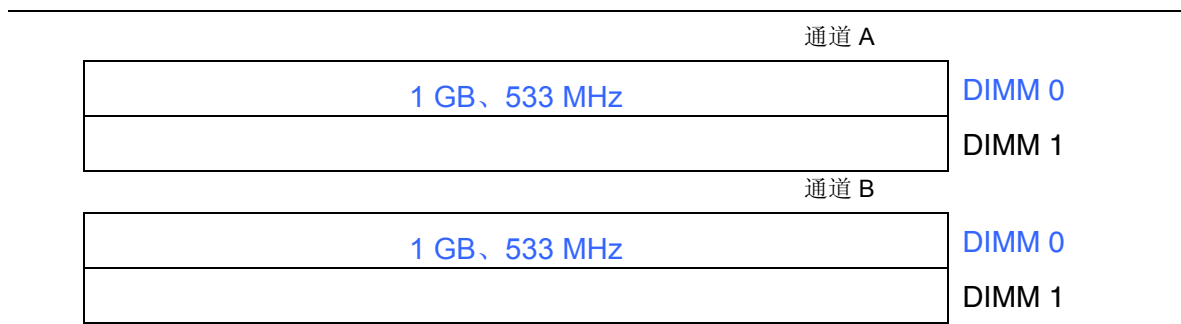 通道 A
1 GB、533 MHz
DIMM 0
DIMM 1
通道 B
1 GB、533 MHz
DIMM 0
DIMM 1